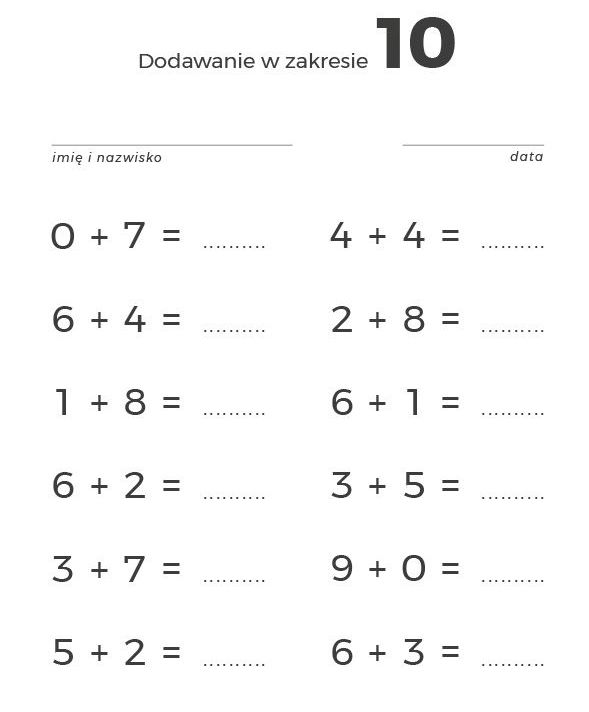 Dodawanie w zakresie 10
imię i nazwisko data
0 + 7 = .......... 4 + 4 = ..........
6 + 4 = .......... 2 + 8 = ..........
1 + 8 = .......... 6 + 1 = ..........
6 + 2 = .......... 3 + 5 = ..........
3 + 7 = .......... 9 + 0 = ..........
5 + 2 = .......... 6 + 3 = ..........